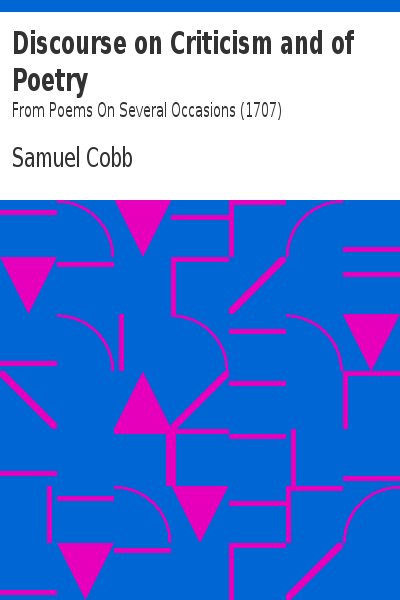 Discourse on Criticism and of
Poetry
From Poems On Several Occasions (1707)
Samuel Cobb